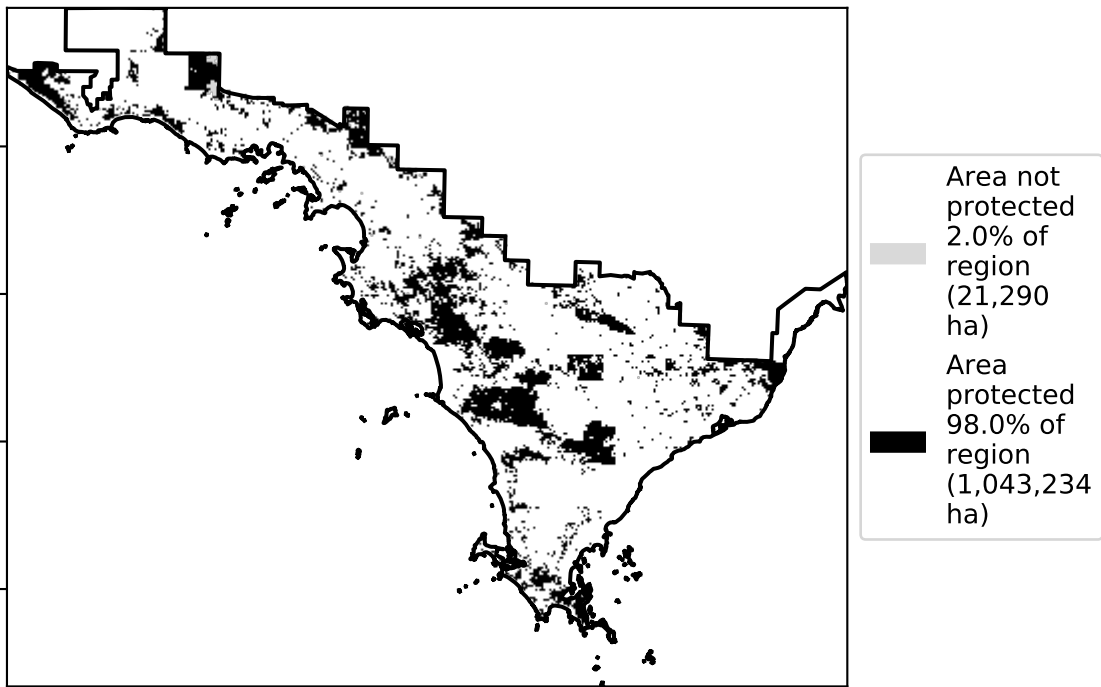 Area not
protected
2.0% of
region
(21,290
ha)
Area
protected
98.0% of
region
(1,043,234
ha)